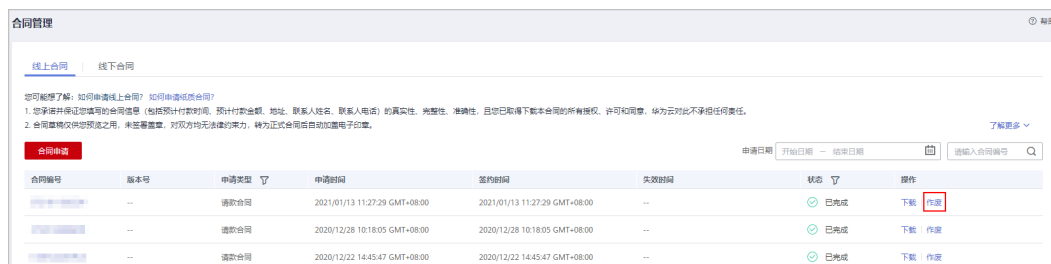 合同管理
帮
线上合同 线下合同
您可能想了解：如何申请线上合同？ 如何申请纸质合同？
1. 您承诺并保证您填写的合同信息（包括预计付款时间、预计付款金额、地址、联系人姓名、联系人电话）的真实性、完整性、准确性，且您已取得下载本合同的所有授权、许可和同意，华为云对此不承担任何责任。
2. 合同草稿仅供您预览之用，未签署盖章，对双方均无法律约束力，转为正式合同后自动加盖电子印章。
了解更多
合同申请 申请日期 开始日期 – 结束日期 请输入合同编号
合同编号 版本号 申请类型 申请时间 签约时间 失效时间 状态 操作
-- 请款合同 2021/01/13 11:27:29 GMT+08:00 2021/01/13 11:27:29 GMT+08:00 -- 已完成 下载 作废
-- 请款合同 2020/12/28 10:18:05 GMT+08:00 2020/12/28 10:18:05 GMT+08:00 -- 已完成 下载 作废
-- 请款合同 2020/12/22 14:45:47 GMT+08:00 2020/12/22 14:45:47 GMT+08:00 -- 已完成 下载 作废